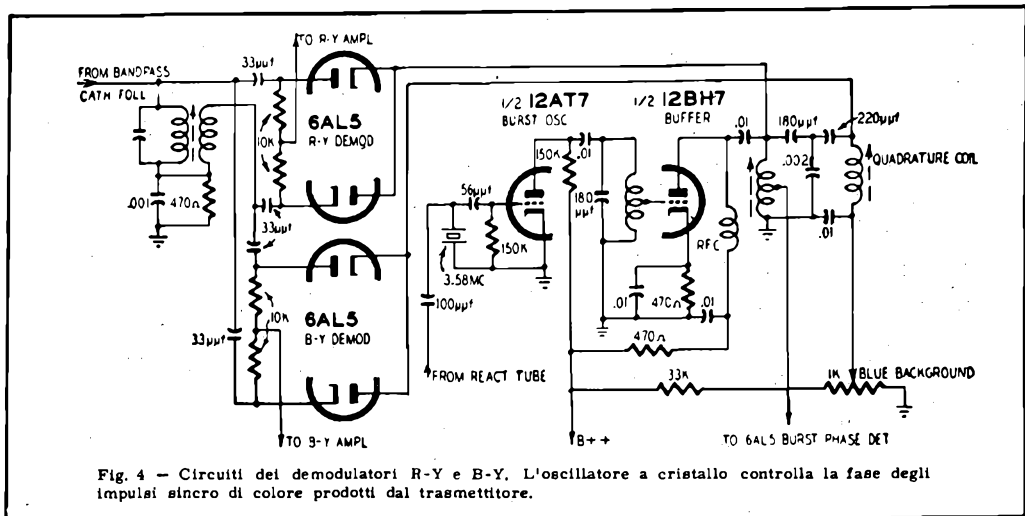 TO R-Y AMPL
33µµf
FROM BANDPASS
CATH FOLL
6AL5
R-Y DEMOD
10K
.001
470Ω
33µµf
10K
33µµf
6AL5
B-Y DEMOD
TO B-Y AMPL
1/2 12AT7
BURST OSC
150K
.01
56µµf
180
µµf
150K
3.58MC
100µµf
FROM REACT TUBE
1/2 12BH7
BUFFER
RFC
.01
470Ω
.01
470Ω
33K
B++
.01
180µµf
220µµf
.002
QUADRATURE COIL
.01
1K
BLUE BACKGROUND
TO 6AL5 BURST PHASE DET
Fig. 4 — Circuiti dei demodulatori R-Y e B-Y. L'oscillatore a cristallo controlla la fase degli
impulsi sincro di colore prodotti dal trasmettitore.